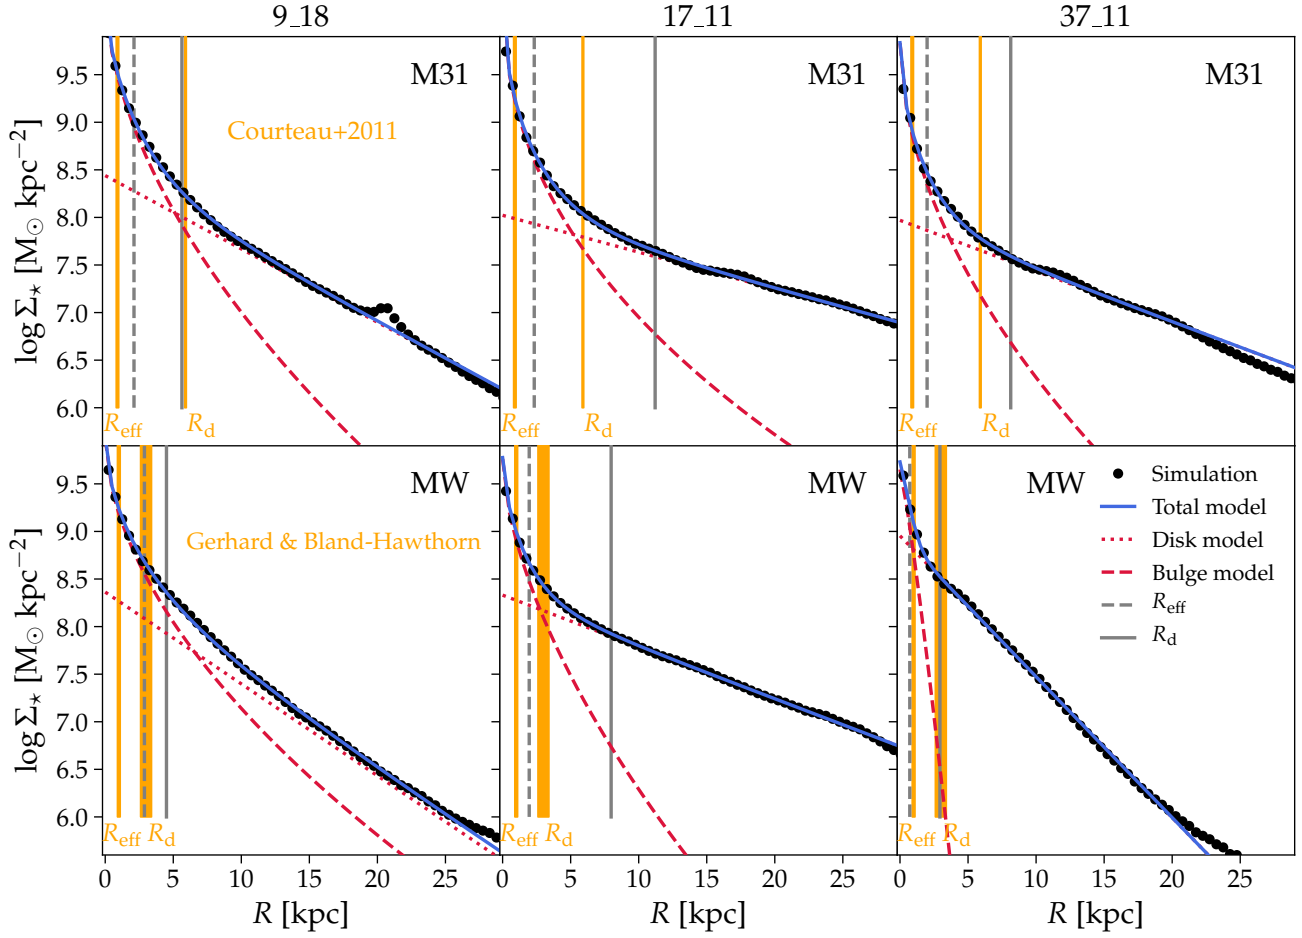 9_18
17_11
37_11
log Σ⋆ [M⊙ kpc−2]
9.5
9.0
8.5
8.0
7.5
7.0
6.5
6.0
M31
Courteau+2011
Reff
Rd
M31
Reff
Rd
M31
Reff
Rd
log Σ⋆ [M⊙ kpc−2]
9.5
9.0
8.5
8.0
7.5
7.0
6.5
6.0
MW
Gerhard & Bland-Hawthorn
Reff
Rd
MW
Reff
Rd
MW
Simulation
Total model
Disk model
Bulge model
Reff
Rd
Reff
Rd
0 5 10 15 20 25
0 5 10 15 20 25
0 5 10 15 20 25
R [kpc]
R [kpc]
R [kpc]